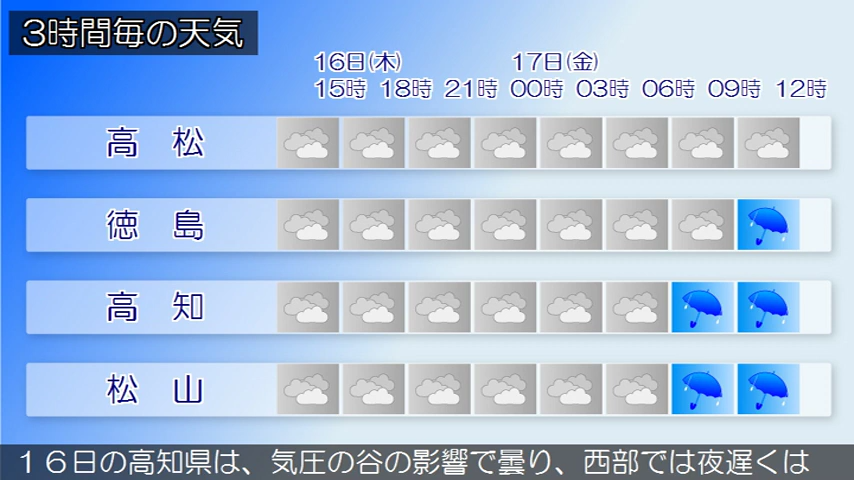 3時間毎の天気
16日(木) 17日(金)
15時 18時 21時 00時 03時 06時 09時 12時
高 松
徳 島
高 知
松 山
１６日の高知県は、気圧の谷の影響で曇り、西部では夜遅くは